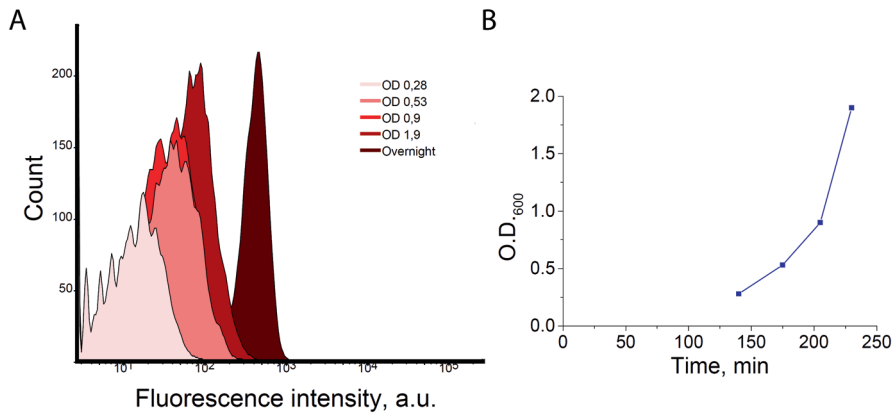 A
B
200
150
100
50
Count
OD 0,28
OD 0,53
OD 0,9
OD 1,9
Overnight
10¹ 10² 10³ 10⁴ 10⁵
Fluorescence intensity, a.u.
2.0
1.5
1.0
0.5
0.0
O.D.₆₀₀
0 50 100 150 200 250
Time, min